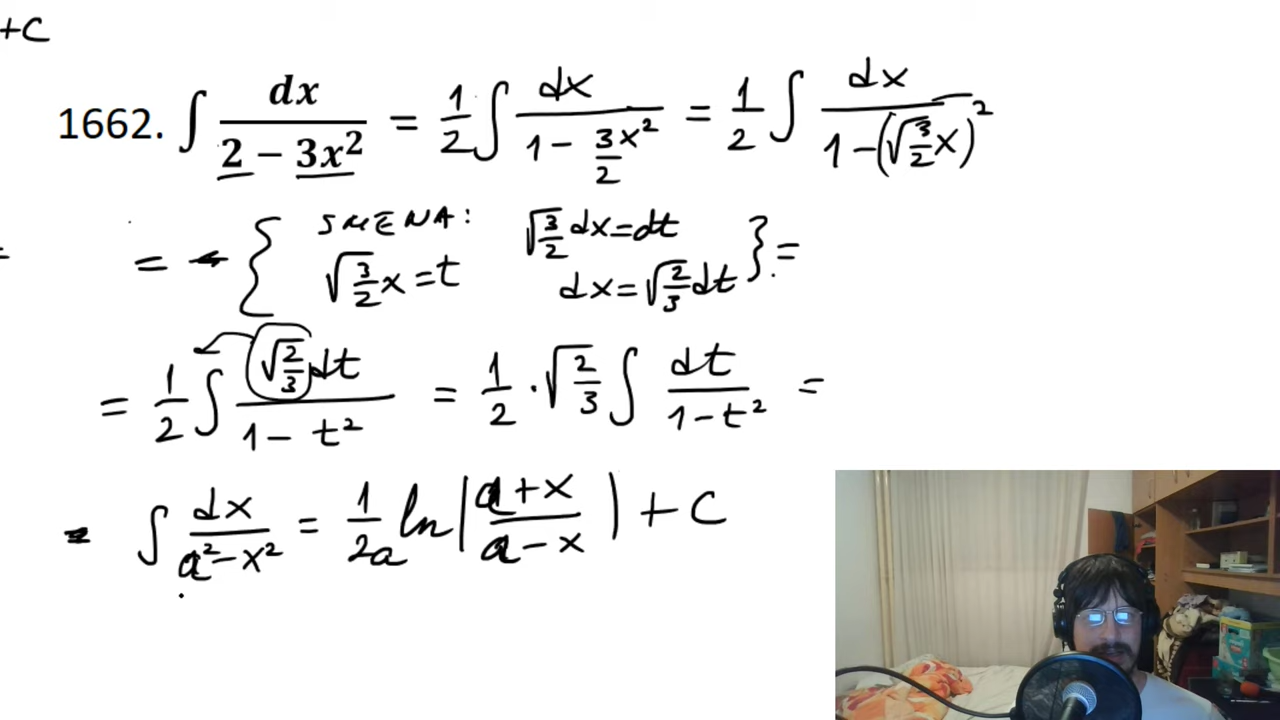 +C
1662. ∫ dx/(2 − 3x²) = 1/2 ∫ dx/(1 − 3/2 x²) = 1/2 ∫ dx/(1 − (√(3/2) x)²)
= { SMENA: √(3/2) x = t √(3/2) dx = dt dx = √(2/3) dt } =
= 1/2 ∫ √(2/3) dt/(1 − t²) = 1/2 · √(2/3) ∫ dt/(1 − t²) =
∫ dx/(a² − x²) = 1/(2a) ln |(a + x)/(a − x)| + C